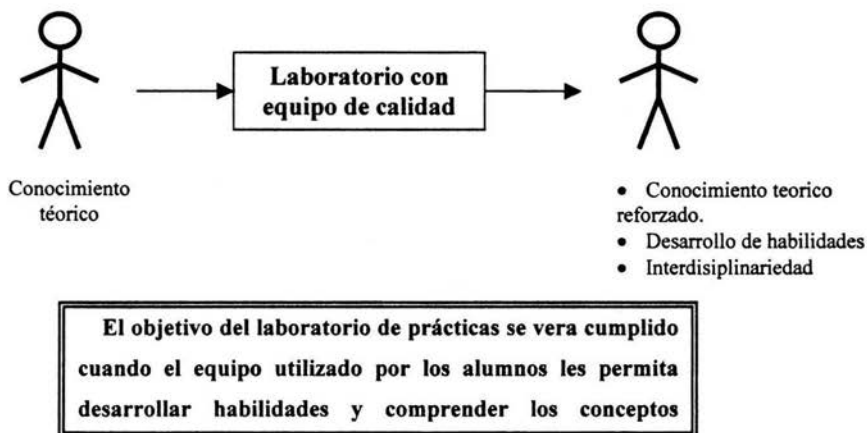 Laboratorio con
equipo de calidad
Conocimiento
téorico
• Conocimiento teorico
reforzado.
• Desarrollo de habilidades
• Interdisiplinariedad
El objetivo del laboratorio de prácticas se vera cumplido
cuando el equipo utilizado por los alumnos les permita
desarrollar habilidades y comprender los conceptos